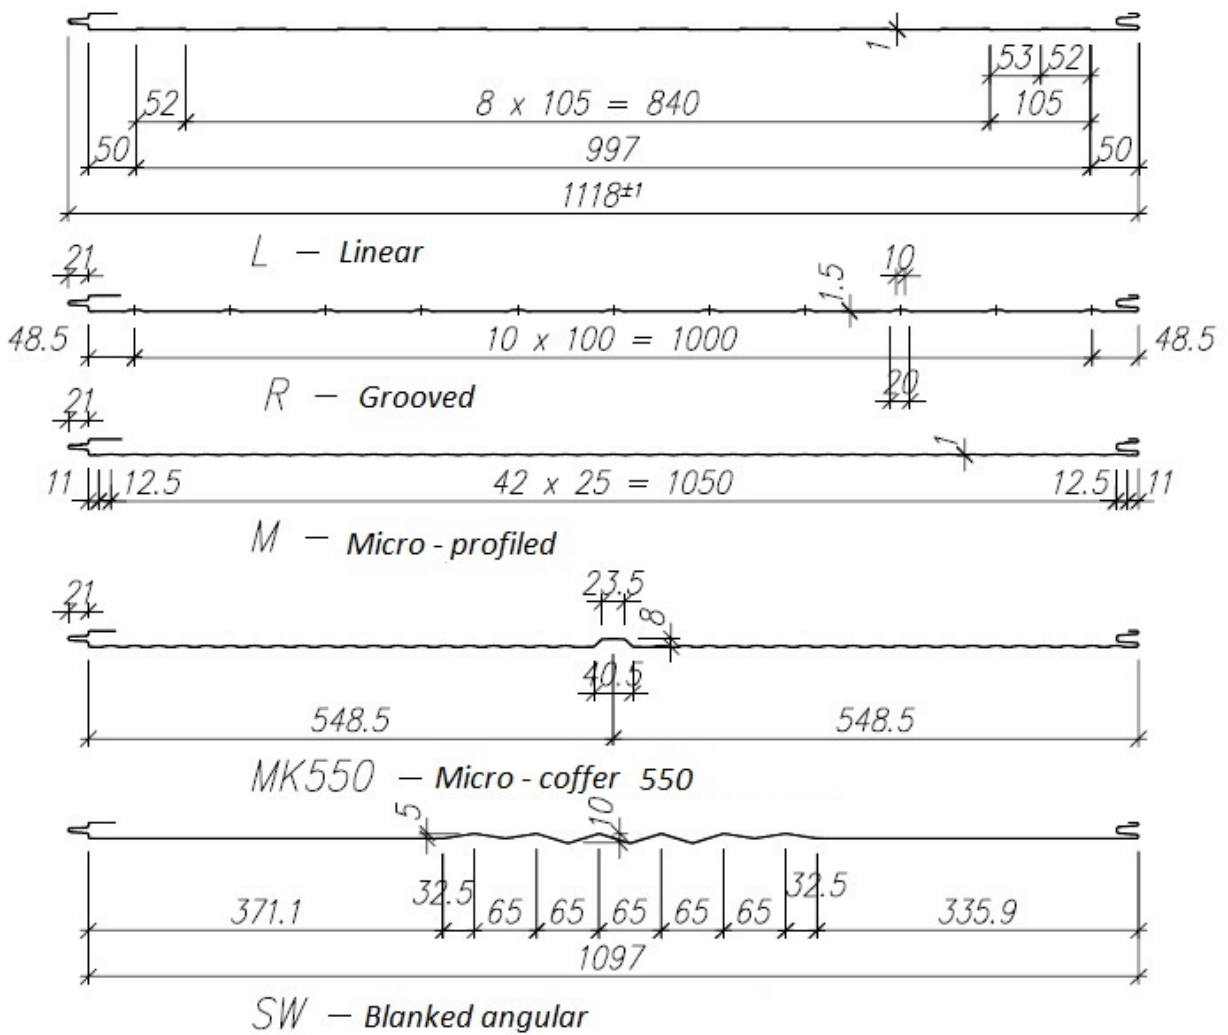 1
53 52
52 8 x 105 = 840 105
50 997 50
1118±1
L – Linear
21 10
1.5
48.5 10 x 100 = 1000 48.5
20
R – Grooved
21
1
11 12.5 42 x 25 = 1050 12.5 11
M – Micro - profiled
23.5
21 8
40.5
548.5 548.5
MK550 – Micro - coffer 550
5 10
32.5 32.5
371.1 65 65 65 65 65 335.9
1097
SW – Blanked angular